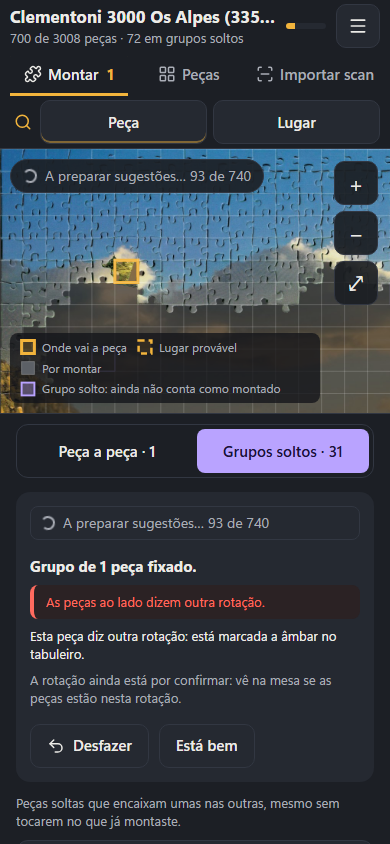 Clementoni 3000 Os Alpes (335...
700 de 3008 peças · 72 em grupos soltos
Montar 1
Peças
Importar scan
Peça
Lugar
A preparar sugestões... 93 de 740
+
−
Onde vai a peça
Lugar provável
Por montar
Grupo solto: ainda não conta como montado
Peça a peça · 1
Grupos soltos · 31
A preparar sugestões... 93 de 740
Grupo de 1 peça fixado.
As peças ao lado dizem outra rotação.
Esta peça diz outra rotação: está marcada a âmbar no
tabuleiro.
A rotação ainda está por confirmar: vê na mesa se as
peças estão nesta rotação.
Desfazer
Está bem
Peças soltas que encaixam umas nas outras, mesmo sem
tocarem no que já montaste.